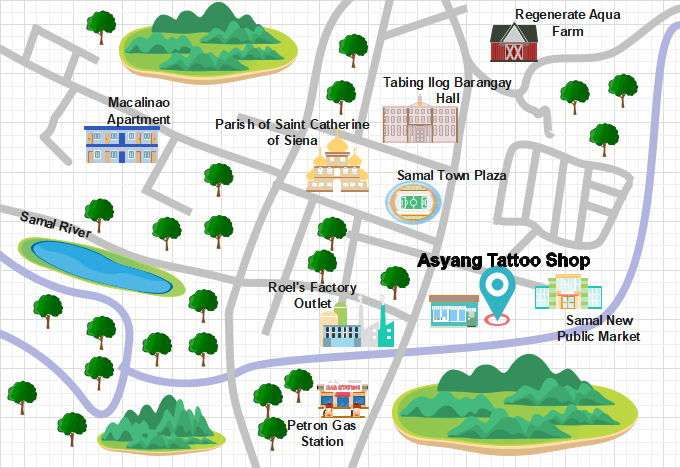 Regenerate Aqua
Farm
Tabing Ilog Barangay
Hall
Macalinao
Apartment
Parish of Saint Catherine
of Siena
Samal Town Plaza
Samal River
Asyang Tattoo Shop
Roel's Factory
Outlet
Samal New
Public Market
GAS STATION
Petron Gas
Station